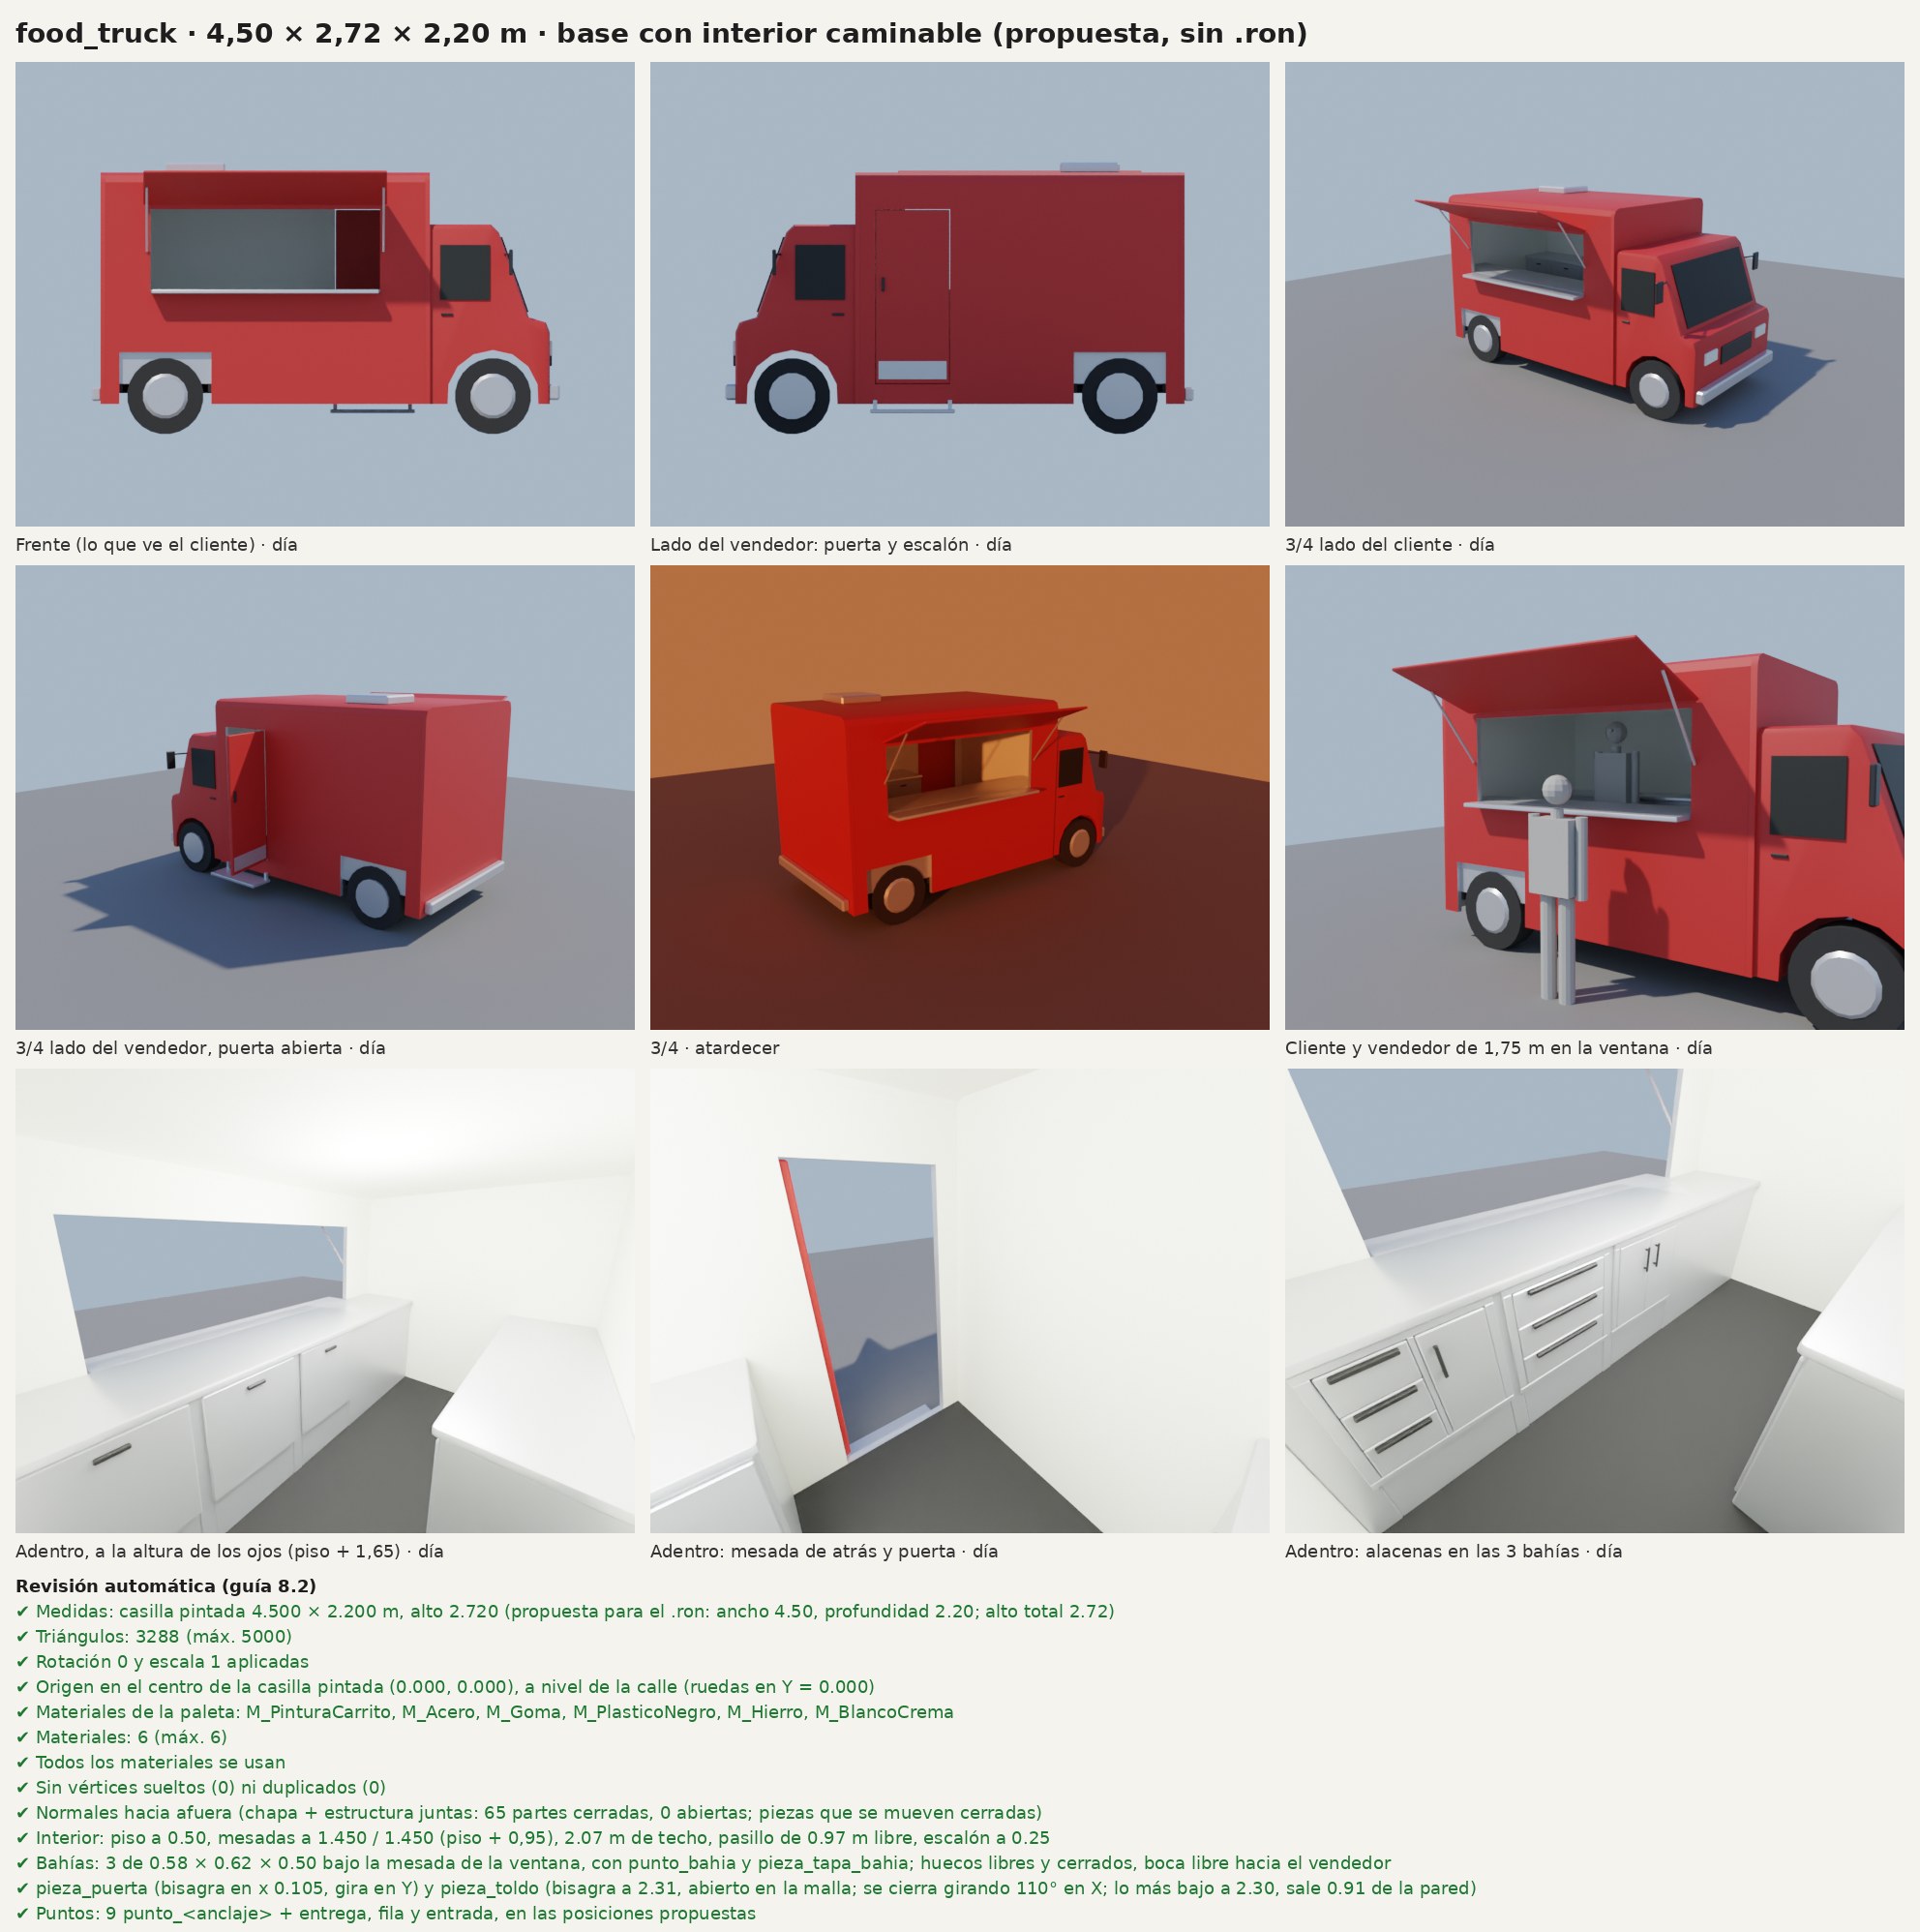 food_truck · 4,50 × 2,72 × 2,20 m · base con interior caminable (propuesta, sin .ron)
Frente (lo que ve el cliente) · día
Lado del vendedor: puerta y escalón · día
3/4 lado del cliente · día
3/4 lado del vendedor, puerta abierta · día
3/4 · atardecer
Cliente y vendedor de 1,75 m en la ventana · día
Adentro, a la altura de los ojos (piso + 1,65) · día
Adentro: mesada de atrás y puerta · día
Adentro: alacenas en las 3 bahías · día
Revisión automática (guía 8.2)
✔ Medidas: casilla pintada 4.500 × 2.200 m, alto 2.720 (propuesta para el .ron: ancho 4.50, profundidad 2.20; alto total 2.72)
✔ Triángulos: 3288 (máx. 5000)
✔ Rotación 0 y escala 1 aplicadas
✔ Origen en el centro de la casilla pintada (0.000, 0.000), a nivel de la calle (ruedas en Y = 0.000)
✔ Materiales de la paleta: M_PinturaCarrito, M_Acero, M_Goma, M_PlasticoNegro, M_Hierro, M_BlancoCrema
✔ Materiales: 6 (máx. 6)
✔ Todos los materiales se usan
✔ Sin vértices sueltos (0) ni duplicados (0)
✔ Normales hacia afuera (chapa + estructura juntas: 65 partes cerradas, 0 abiertas; piezas que se mueven cerradas)
✔ Interior: piso a 0.50, mesadas a 1.450 / 1.450 (piso + 0,95), 2.07 m de techo, pasillo de 0.97 m libre, escalón a 0.25
✔ Bahías: 3 de 0.58 × 0.62 × 0.50 bajo la mesada de la ventana, con punto_bahia y pieza_tapa_bahia; huecos libres y cerrados, boca libre hacia el vendedor
✔ pieza_puerta (bisagra en x 0.105, gira en Y) y pieza_toldo (bisagra a 2.31, abierto en la malla; se cierra girando 110° en X; lo más bajo a 2.30, sale 0.91 de la pared)
✔ Puntos: 9 punto_<anclaje> + entrega, fila y entrada, en las posiciones propuestas